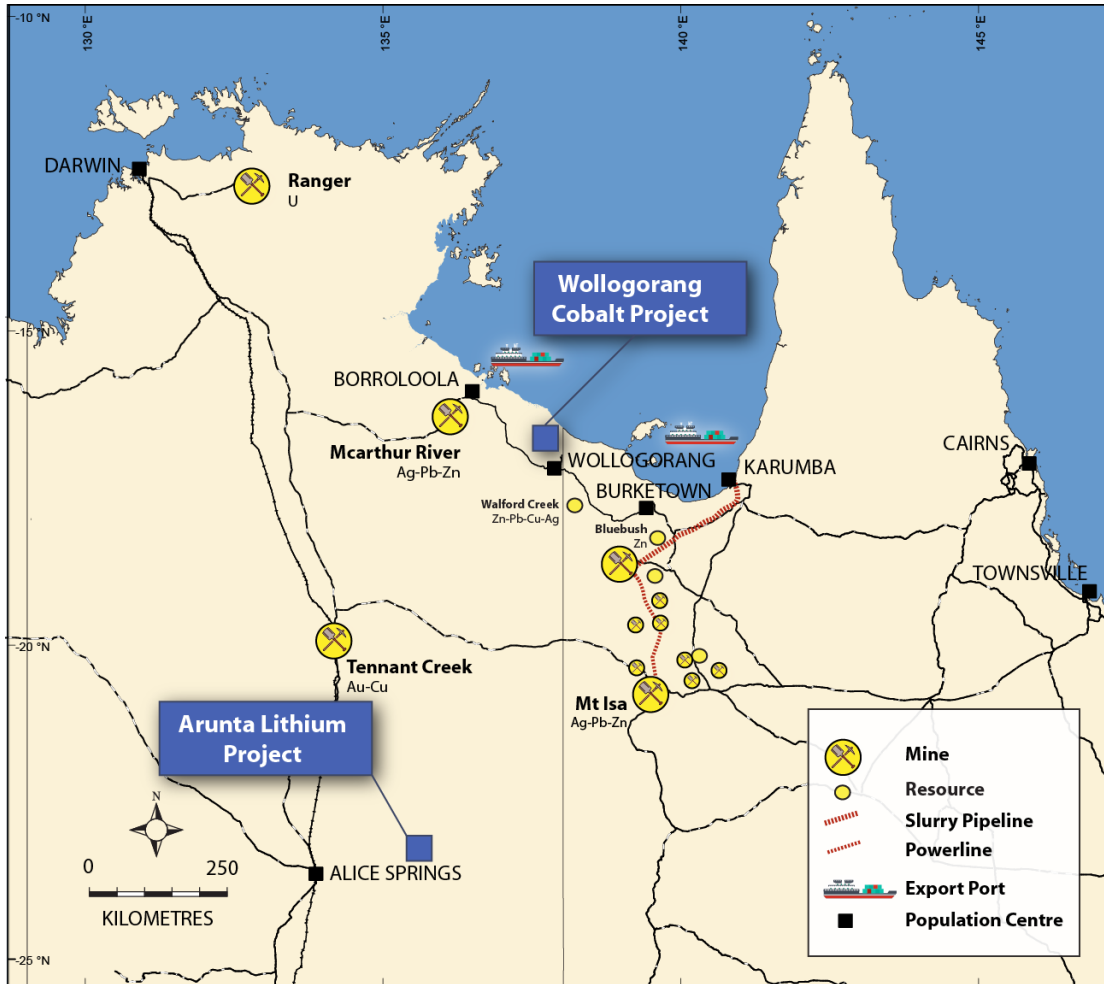 -10 °N
130 °E
135 °E
140 °E
145 °E
DARWIN
Ranger
U
Wollogorang
Cobalt Project
-15 °N
BORROLOOLA
Mcarthur River
Ag-Pb-Zn
WOLLOGORANG
KARUMBA
CAIRNS
BURKETOWN
Walford Creek
Zn-Pb-Cu-Ag
Bluebush
Zn
TOWNSVILLE
-20 °N
Tennant Creek
Au-Cu
Mt Isa
Ag-Pb-Zn
Arunta Lithium
Project
N
0 250
KILOMETRES
ALICE SPRINGS
-25 °N
Mine
Resource
Slurry Pipeline
Powerline
Export Port
Population Centre